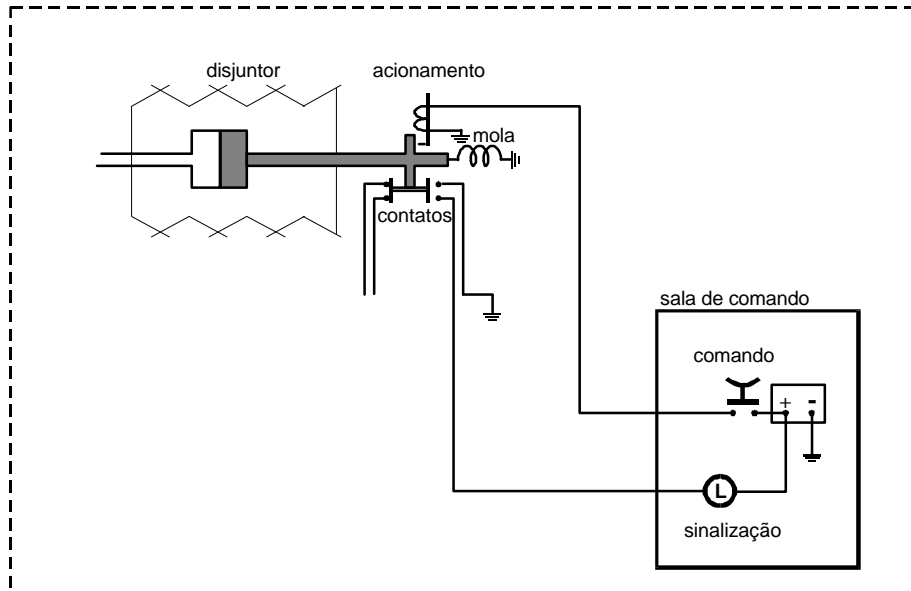 disjuntor
acionamento
mola
contatos
sala de comando
comando
+ -
L
sinalização